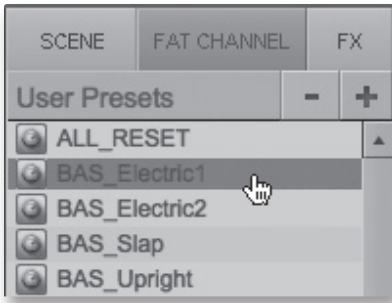 SCENE FAT CHANNEL FX
User Presets - +
ALL_RESET
BAS_Electric1
BAS_Electric2
BAS_Slap
BAS_Upright